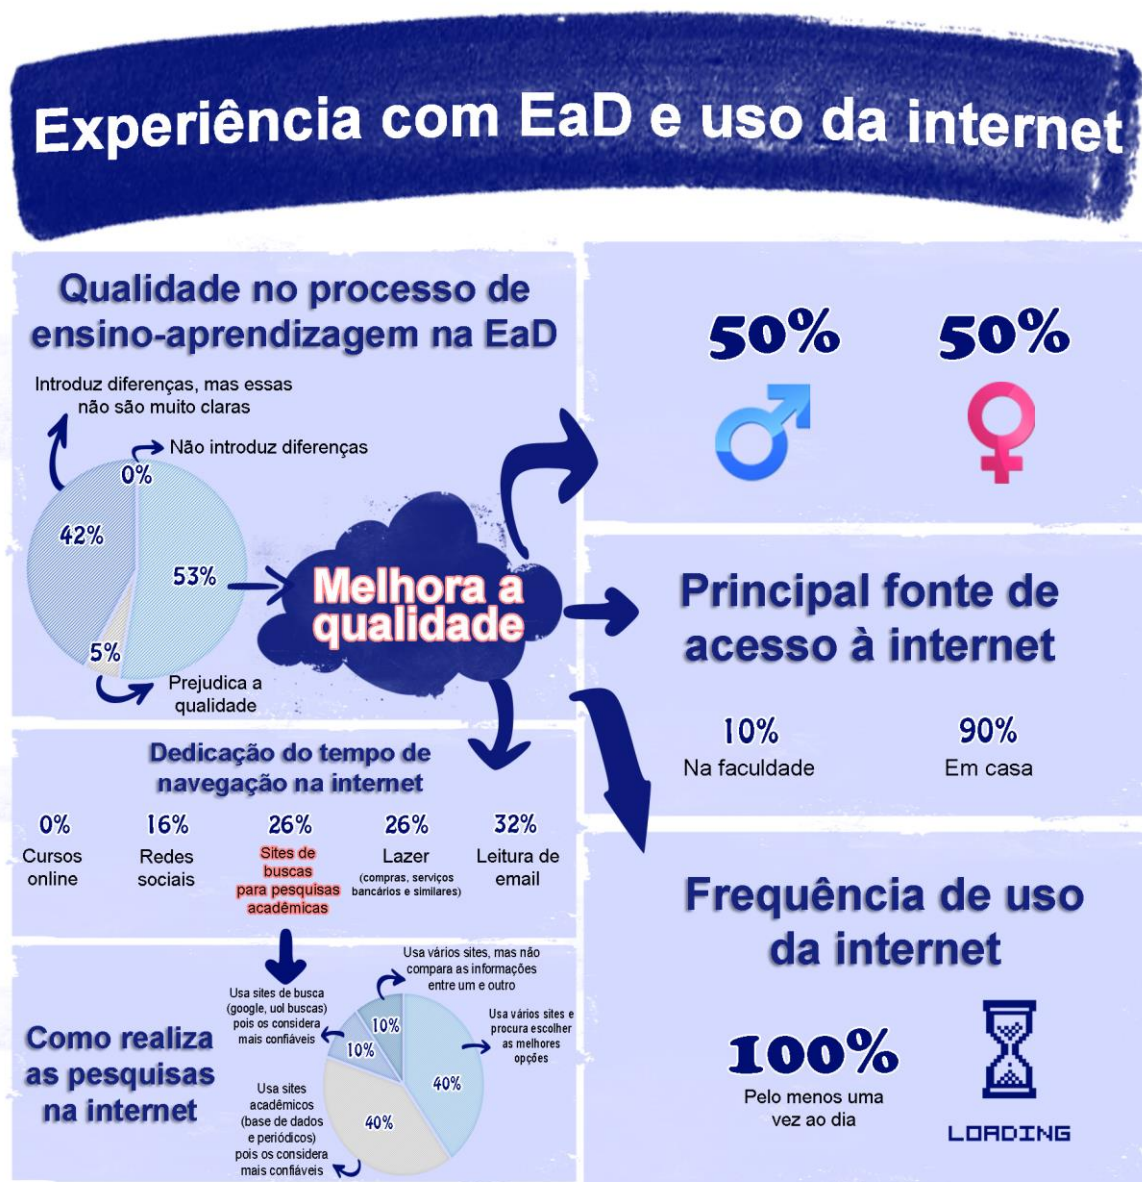 Experiência com EaD e uso da internet
Qualidade no processo de
ensino-aprendizagem na EaD
Introduz diferenças, mas essas
não são muito claras
Não introduz diferenças
0%
42%
53%
5%
Prejudica a
qualidade
Melhora a
qualidade
50%
50%
Principal fonte de
acesso à internet
10%
Na faculdade
90%
Em casa
Dedicação do tempo de
navegação na internet
0%
Cursos
online
16%
Redes
sociais
26%
Sites de
buscas
para pesquisas
acadêmicas
26%
Lazer
(compras, serviços
bancários e similares)
32%
Leitura de
email
Frequência de uso
da internet
100%
Pelo menos uma
vez ao dia
LOADING
Como realiza
as pesquisas
na internet
Usa vários sites, mas não
compara as informações
entre um e outro
Usa sites de busca
(google, uol buscas)
pois os considera
mais confiáveis
Usa vários sites e
procura escolher
as melhores
opções
10%
10%
40%
40%
Usa sites
acadêmicos
(base de dados
e periódicos)
pois os considera
mais confiáveis